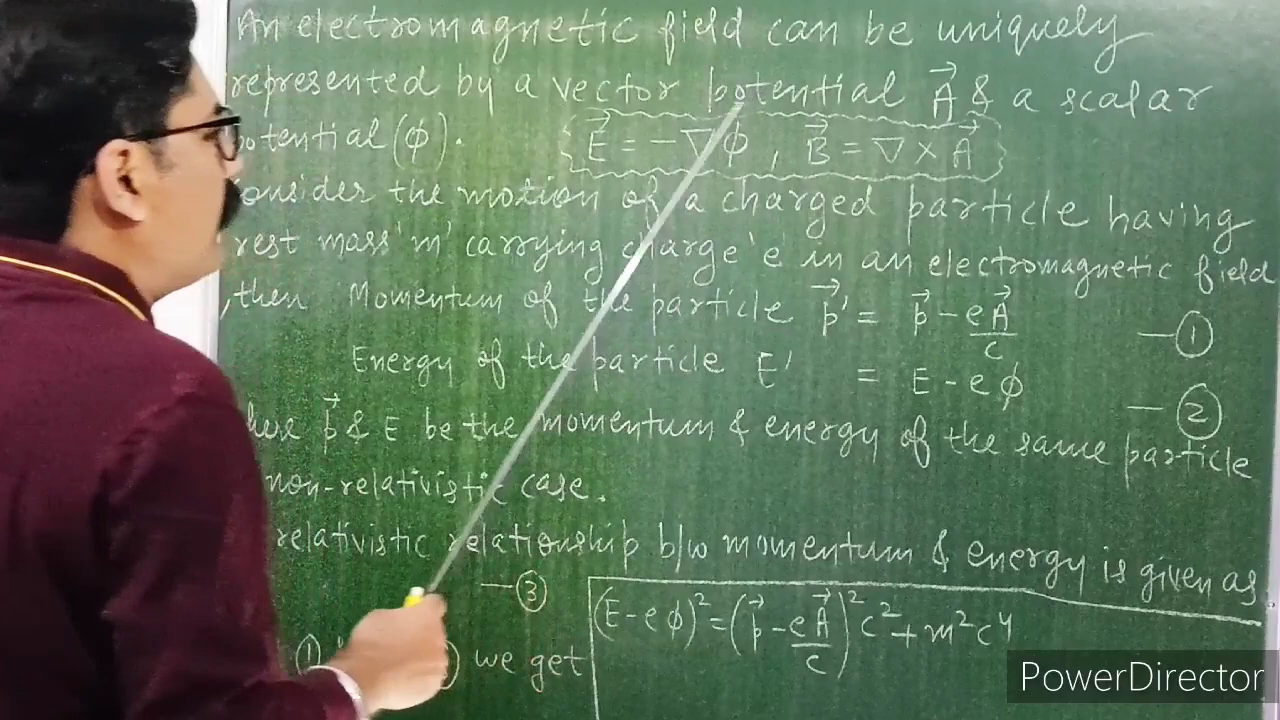 An electromagnetic field can be uniquely
represented by a vector potential A⃗ & a scalar
potential (φ). E⃗ = -∇φ, B⃗ = ∇ × A⃗
onsider the motion of a charged particle having
rest mass 'm' carrying charge 'e' in an electromagnetic field
, then Momentum of the particle p⃗' = p⃗ - eA⃗/c —①
Energy of the particle E' = E - eφ —②
here p⃗ & E be the momentum & energy of the same particle
non-relativistic case.
relativistic relationship b/w momentum & energy is given as
—③
① we get (E - eφ)² = (p⃗ - eA⃗/c)² c² + m²c⁴
PowerDirector